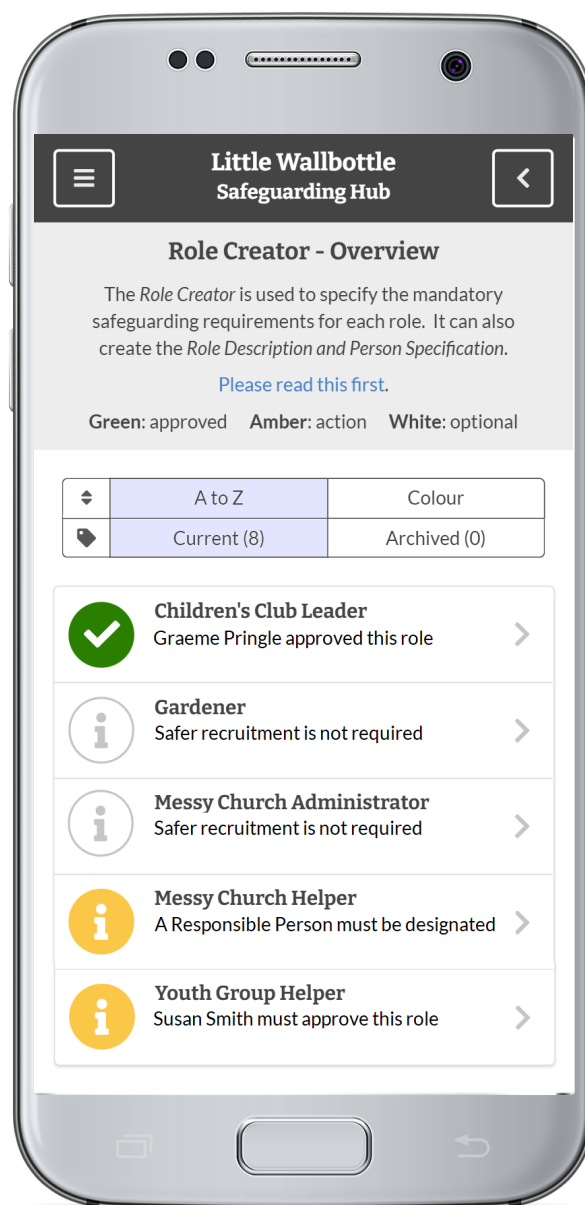 Little Wallbottle
Safeguarding Hub
Role Creator - Overview
The Role Creator is used to specify the mandatory
safeguarding requirements for each role.  It can also
create the Role Description and Person Specification.
Please read this first.
Green: approved   Amber: action   White: optional
A to Z   Colour
Current (8)   Archived (0)
Children's Club Leader
Graeme Pringle approved this role
Gardener
Safer recruitment is not required
Messy Church Administrator
Safer recruitment is not required
Messy Church Helper
A Responsible Person must be designated
Youth Group Helper
Susan Smith must approve this role